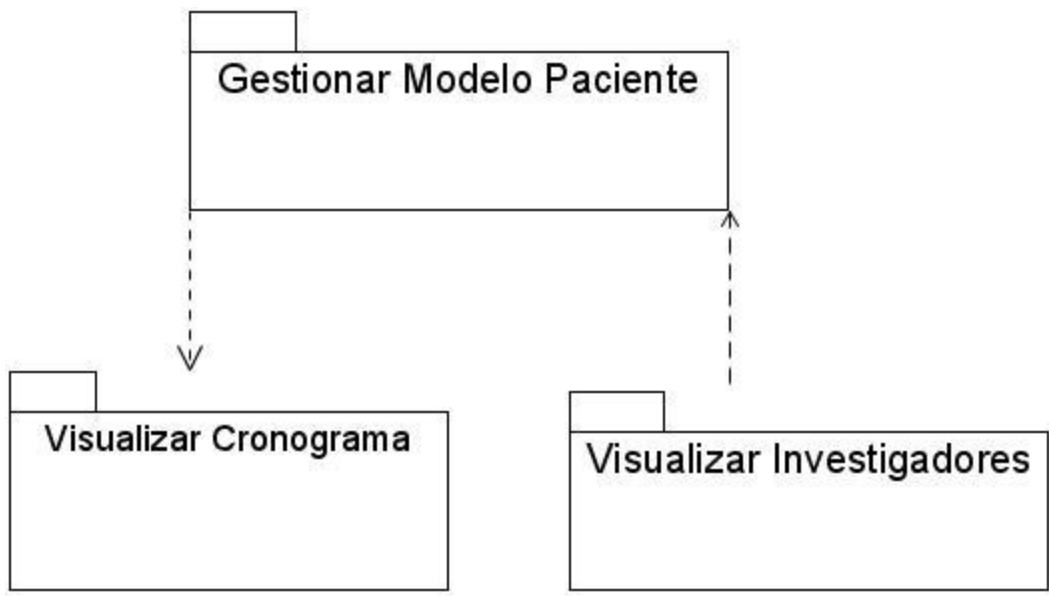 Gestionar Modelo Paciente
Visualizar Cronograma
Visualizar Investigadores